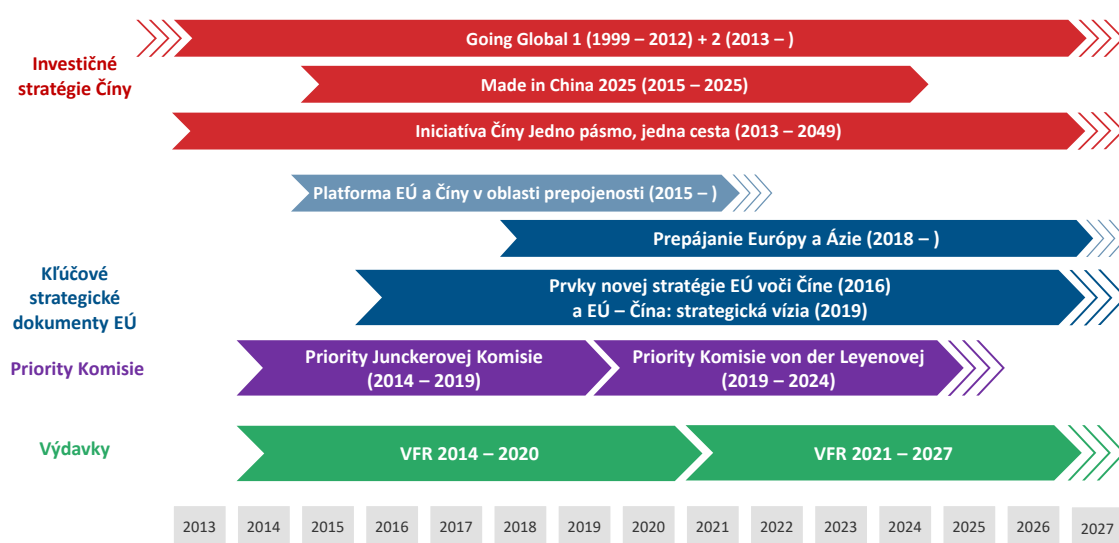 Investičné
stratégie Číny
Going Global 1 (1999 – 2012) + 2 (2013 – )
Made in China 2025 (2015 – 2025)
Iniciatíva Číny Jedno pásmo, jedna cesta (2013 – 2049)
Platforma EÚ a Číny v oblasti prepojenosti (2015 – )
Prepájanie Európy a Ázie (2018 – )
Kľúčové
strategické
dokumenty EÚ
Prvky novej stratégie EÚ voči Číne (2016)
a EÚ – Čína: strategická vízia (2019)
Priority Komisie
Priority Junckerovej Komisie
(2014 – 2019)
Priority Komisie von der Leyenovej
(2019 – 2024)
Výdavky
VFR 2014 – 2020
VFR 2021 – 2027
2013 2014 2015 2016 2017 2018 2019 2020 2021 2022 2023 2024 2025 2026 2027